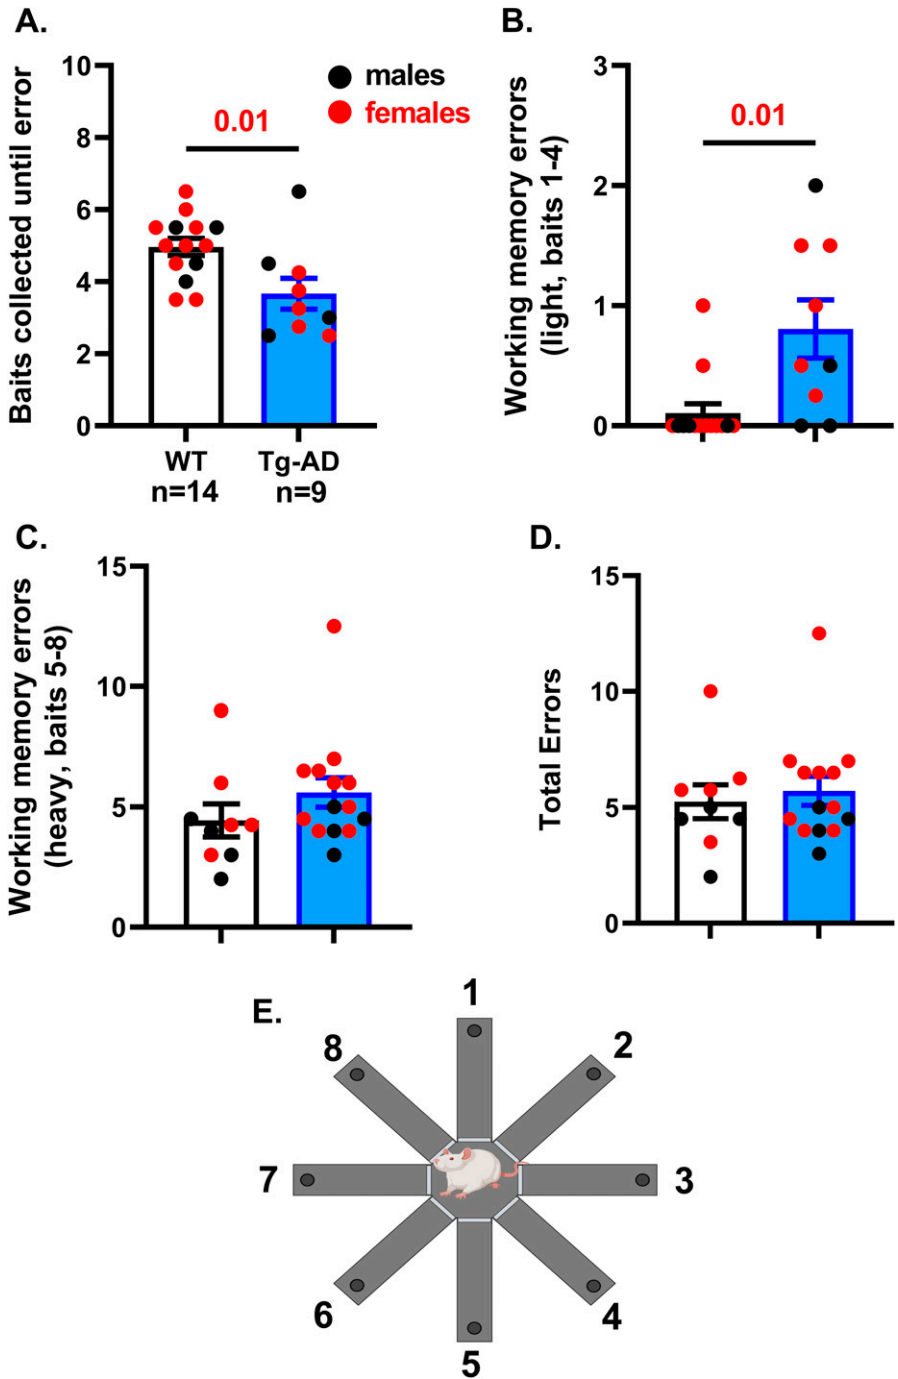 A.
Baits collected until error
10
8
6
4
2
0
males
females
0.01
WT
n=14
Tg-AD
n=9
B.
Working memory errors
(light, baits 1-4)
3
2
1
0
0.01
C.
Working memory errors
(heavy, baits 5-8)
15
10
5
0
D.
Total Errors
15
10
5
0
E.
1
2
3
4
5
6
7
8